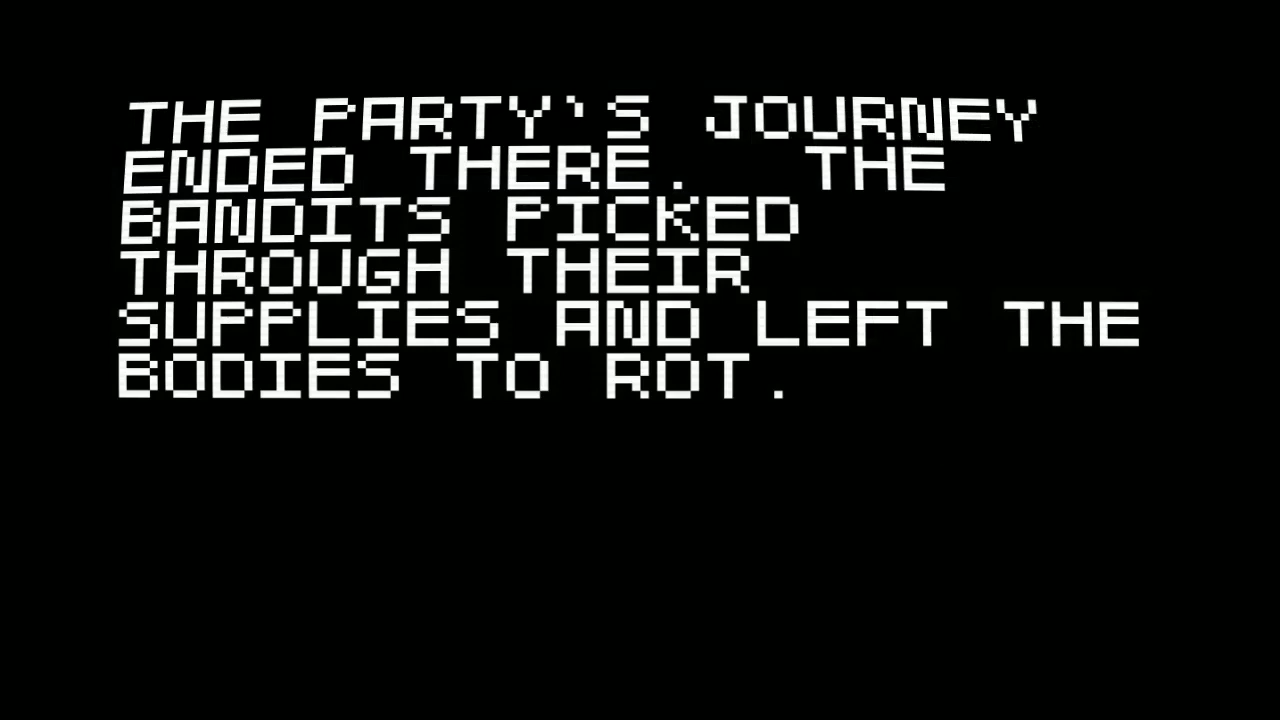 THE PARTY'S JOURNEY
ENDED THERE.  THE
BANDITS PICKED
THROUGH THEIR
SUPPLIES AND LEFT THE
BODIES TO ROT.